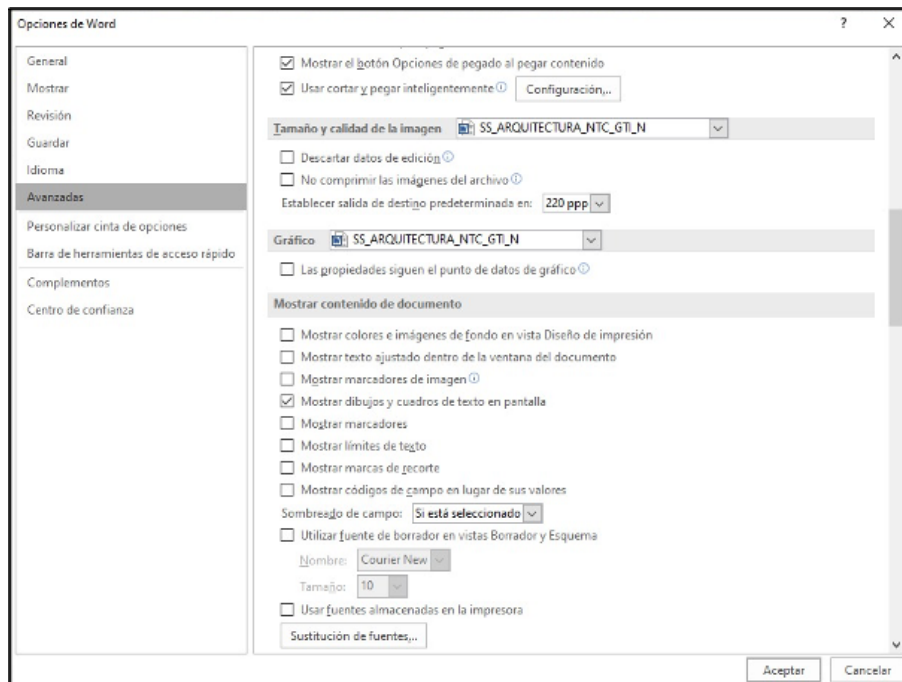 Opciones de Word
?
General
Mostrar
Revisión
Guardar
Idioma
Avanzadas
Personalizar cinta de opciones
Barra de herramientas de acceso rápido
Complementos
Centro de confianza
Mostrar el botón Opciones de pegado al pegar contenido
Usar cortar y pegar inteligentemente
Configuración...
Tamaño y calidad de la imagen SS_ARQUITECTURA_NTC_GTI_N
Descartar datos de edición
No comprimir las imágenes del archivo
Establecer salida de destino predeterminada en: 220 ppp
Gráfico SS_ARQUITECTURA_NTC_GTI_N
Las propiedades siguen el punto de datos de gráfico
Mostrar contenido de documento
Mostrar colores e imágenes de fondo en vista Diseño de impresión
Mostrar texto ajustado dentro de la ventana del documento
Mostrar marcadores de imagen
Mostrar dibujos y cuadros de texto en pantalla
Mostrar marcadores
Mostrar límites de texto
Mostrar marcas de recorte
Mostrar códigos de campo en lugar de sus valores
Sombreado de campo: Si está seleccionado
Utilizar fuente de borrador en vistas Borrador y Esquema
Nombre: Courier New
Tamaño: 10
Usar fuentes almacenadas en la impresora
Sustitución de fuentes...
Aceptar
Cancelar